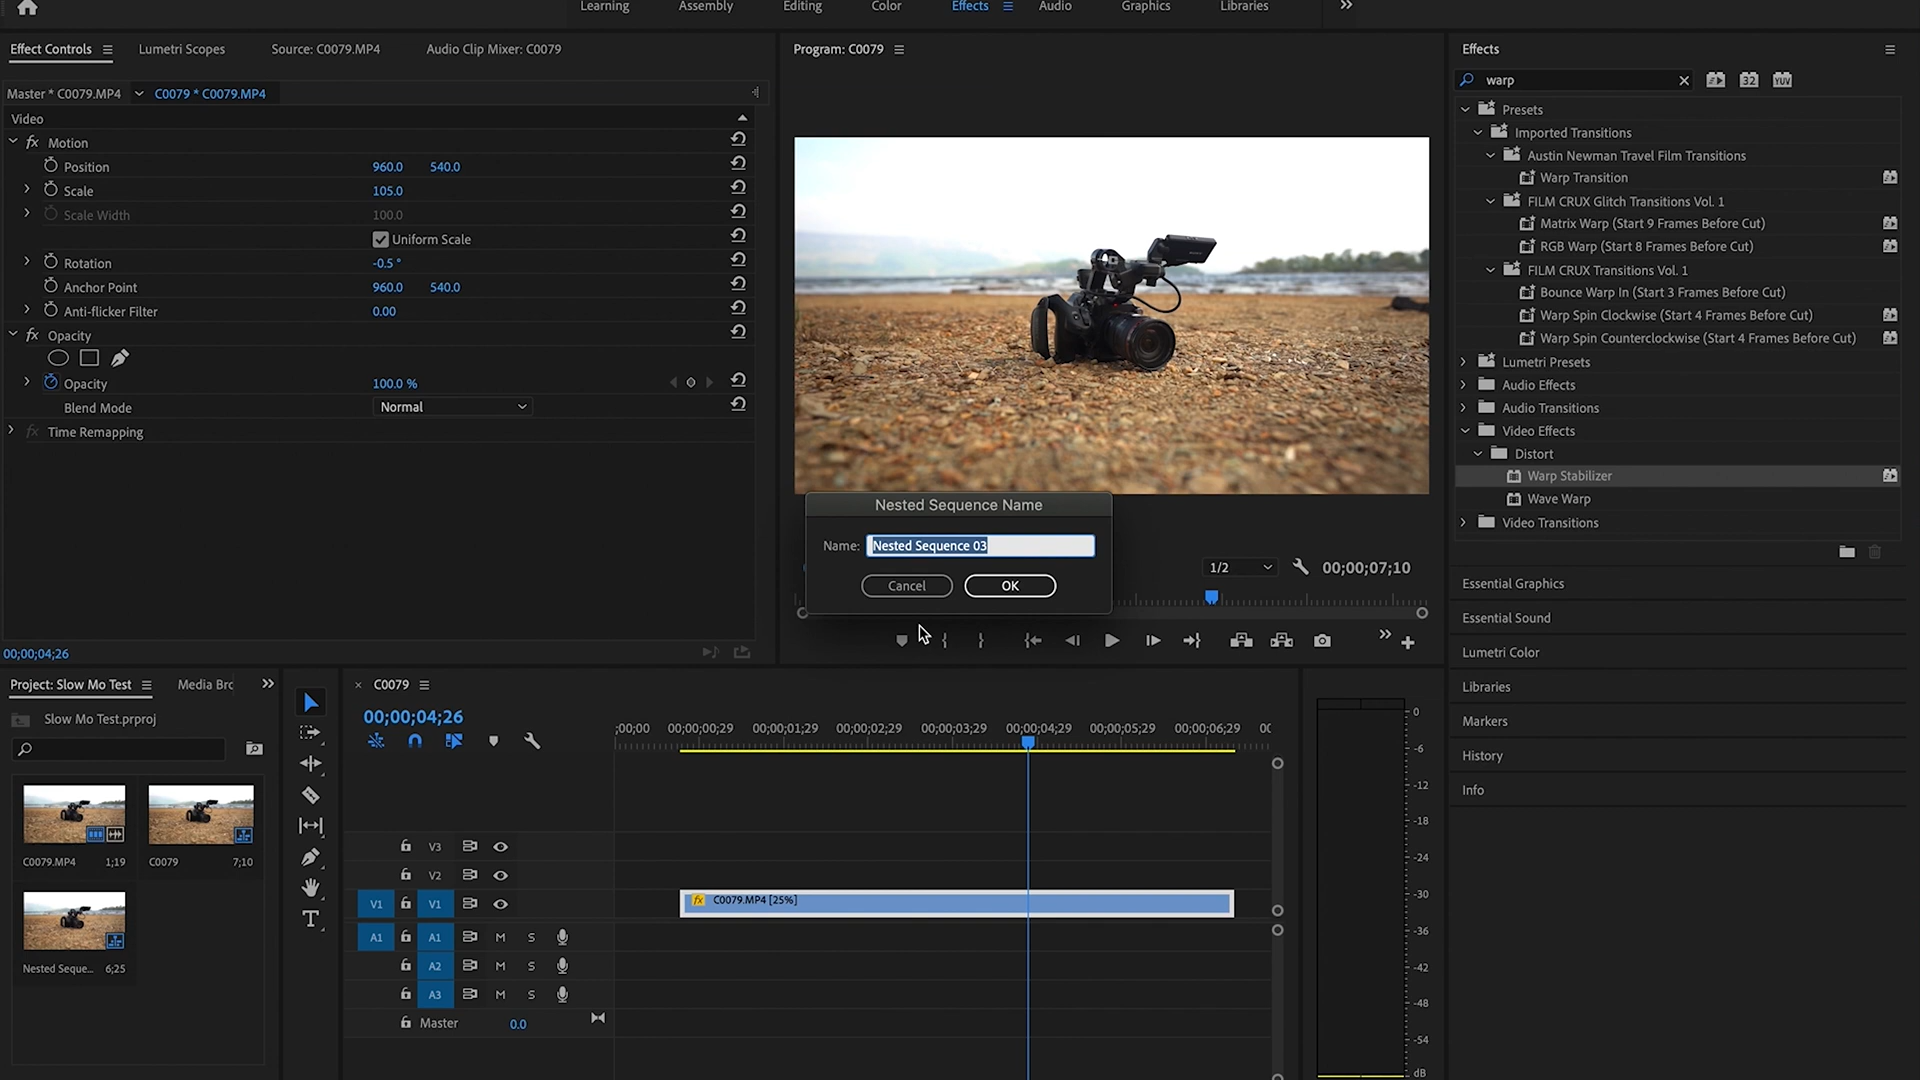 Learning
Assembly
Editing
Color
Effects
Audio
Graphics
Libraries
Effect Controls
Lumetri Scopes
Source: C0079.MP4
Audio Clip Mixer: C0079
Master * C0079.MP4
C0079 * C0079.MP4
Video
fx Motion
Position 960.0 540.0
Scale 105.0
Scale Width 100.0
Uniform Scale
Rotation -0.5 °
Anchor Point 960.0 540.0
Anti-flicker Filter 0.00
fx Opacity
Opacity 100.0 %
Blend Mode Normal
fx Time Remapping
00;00;04;26
Program: C0079
Nested Sequence Name
Name: Nested Sequence 03
Cancel OK
1/2
00;00;07;10
Effects
warp
32
YUV
Presets
Imported Transitions
Austin Newman Travel Film Transitions
Warp Transition
FILM CRUX Glitch Transitions Vol. 1
Matrix Warp (Start 9 Frames Before Cut)
RGB Warp (Start 8 Frames Before Cut)
FILM CRUX Transitions Vol. 1
Bounce Warp In (Start 3 Frames Before Cut)
Warp Spin Clockwise (Start 4 Frames Before Cut)
Warp Spin Counterclockwise (Start 4 Frames Before Cut)
Lumetri Presets
Audio Effects
Audio Transitions
Video Effects
Distort
Warp Stabilizer
Wave Warp
Video Transitions
Essential Graphics
Essential Sound
Lumetri Color
Libraries
Markers
History
Info
Project: Slow Mo Test
Media Brc
Slow Mo Test.prproj
C0079.MP4 1;19
C0079 7;10
Nested Seque... 6;25
C0079
00;00;04;26
;00;00 00;00;00;29 00;00;01;29 00;00;02;29 00;00;03;29 00;00;04;29 00;00;05;29 00;00;06;29 00
V3
V2
V1 V1
fx C0079.MP4 [25%]
A1 A1 M S
A2 M S
A3 M S
Master 0.0
0
-6
-12
-18
-24
-30
-36
-42
-48
-54
dB